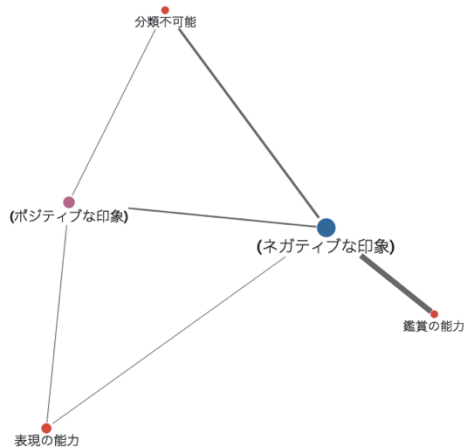 分類不可能
(ポジティブな印象)
(ネガティブな印象)
鑑賞の能力
表現の能力